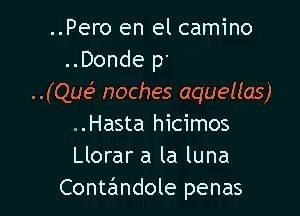 ..Pero en el camino
..Donde p
..(Qué noches aquellas)
..Hasta hicimos
Llorar a la luna
Contándole penas